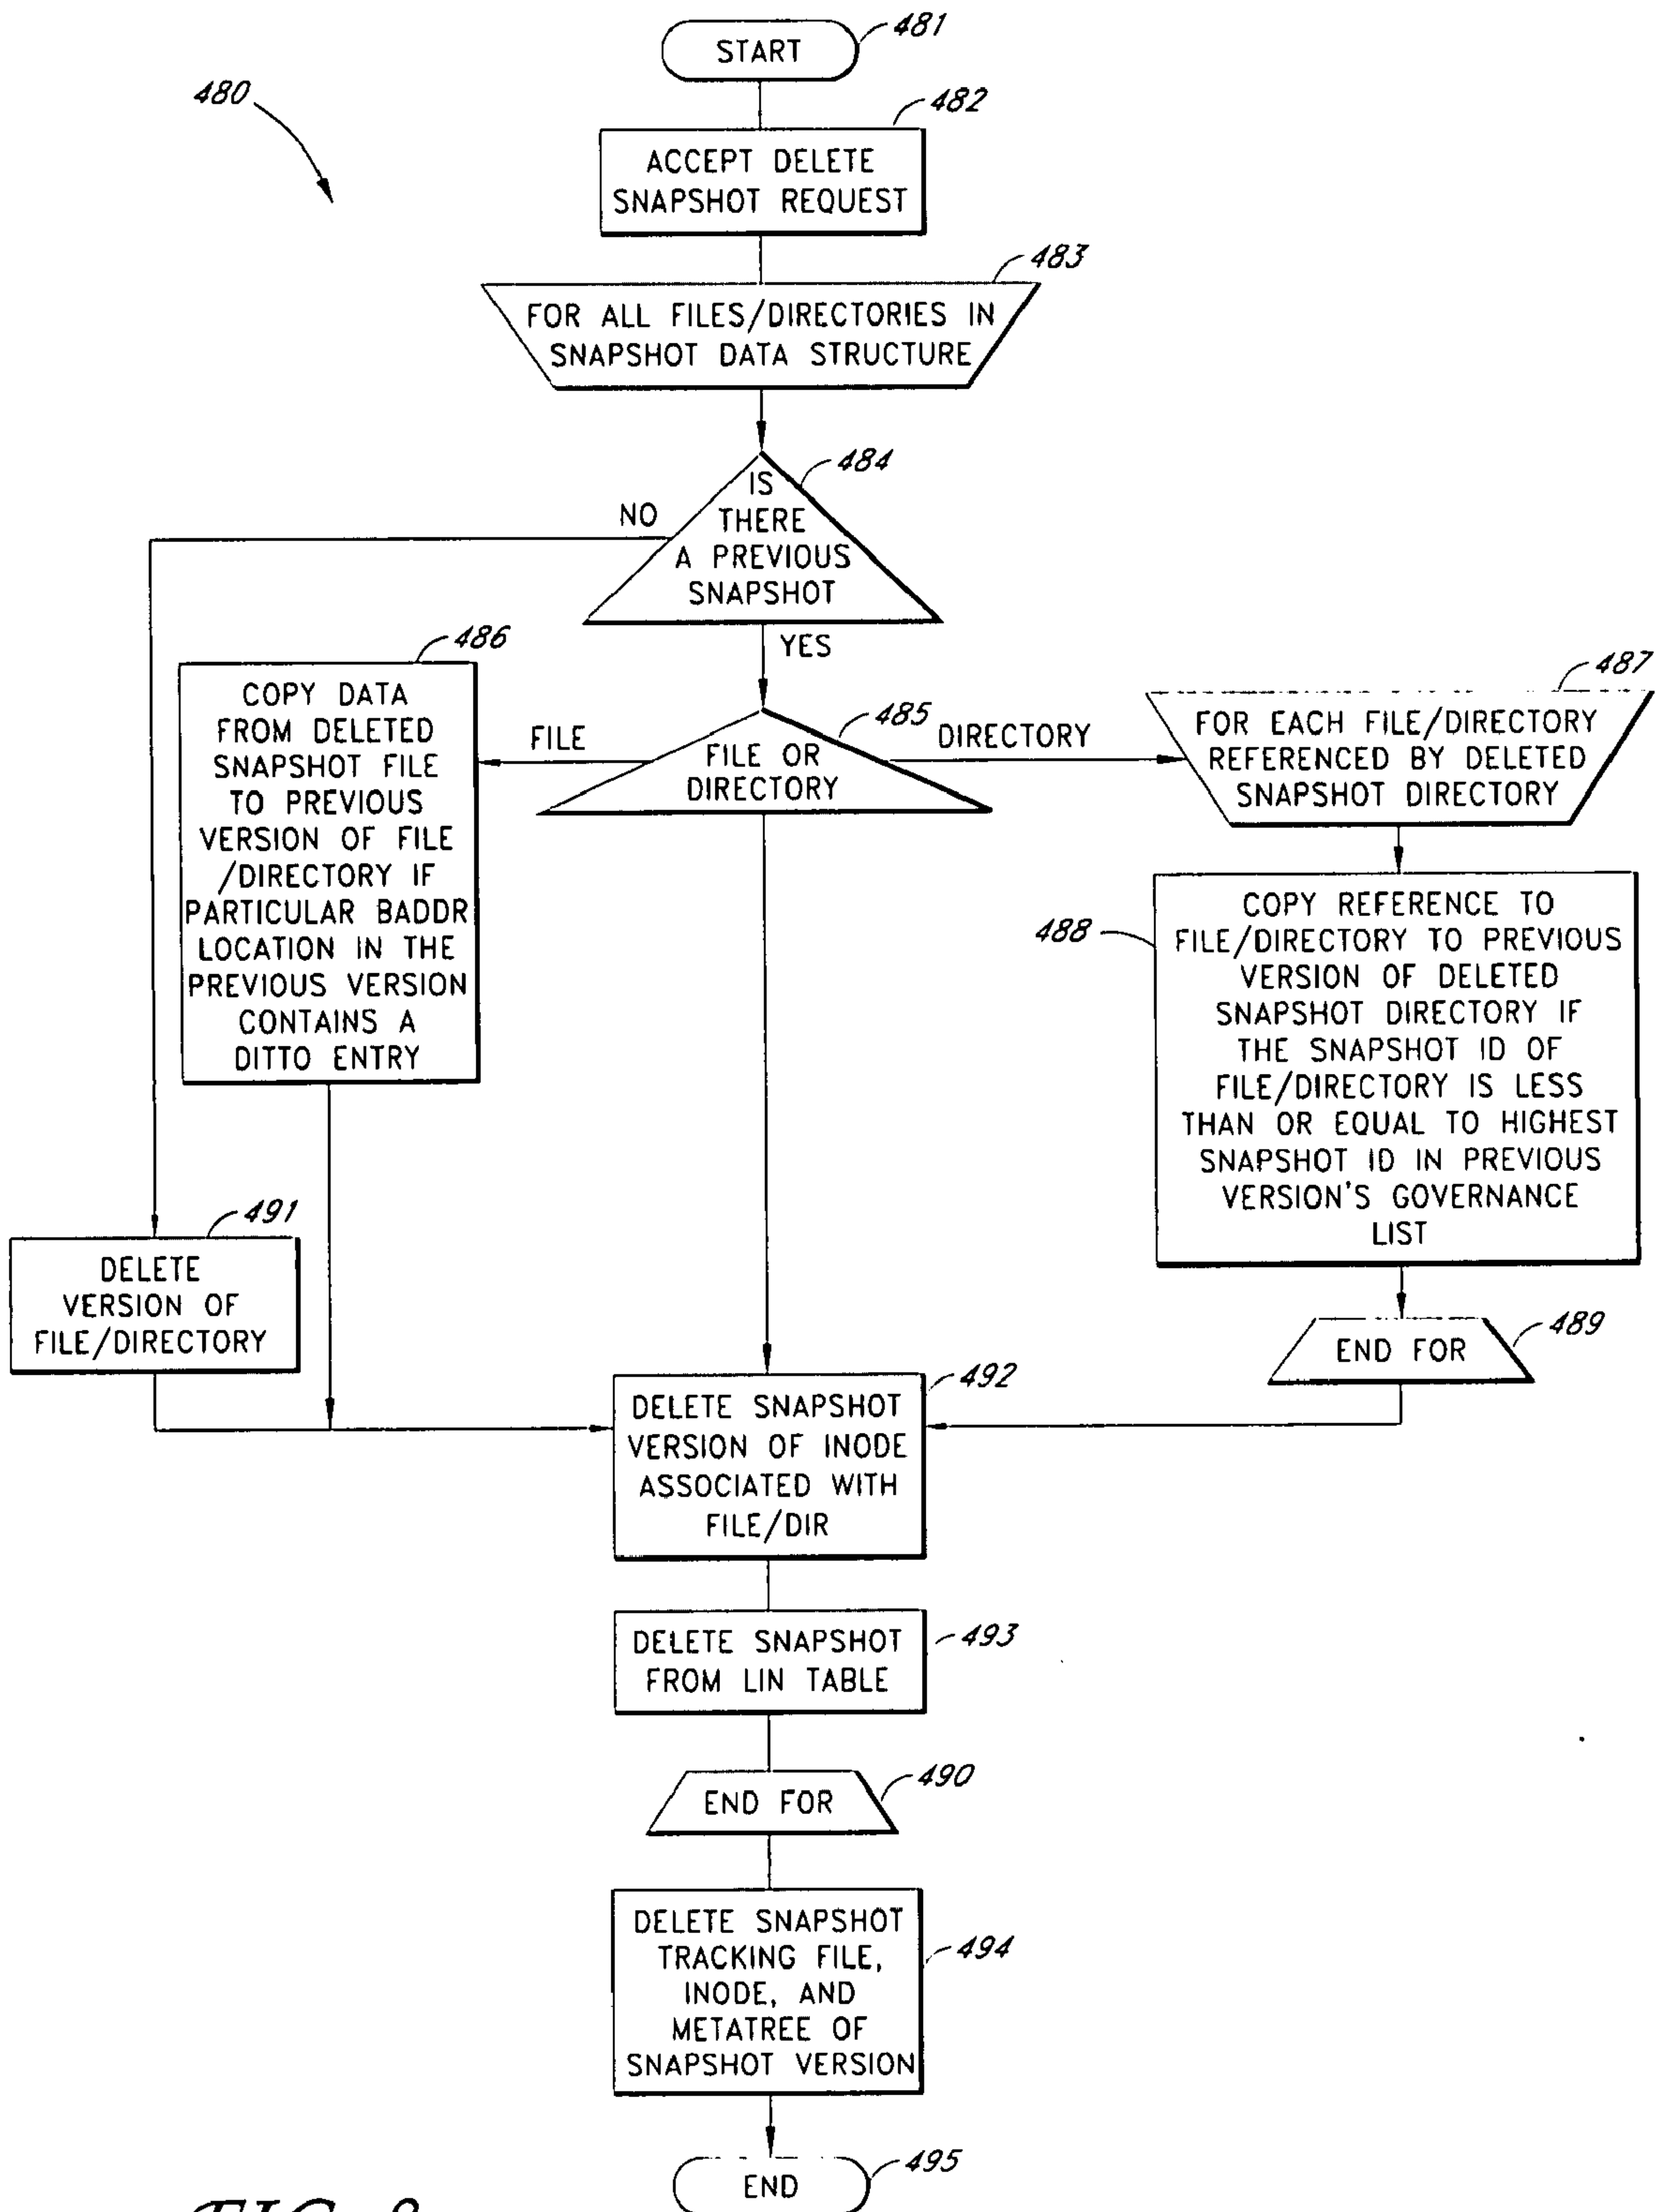 481
START
480
482
ACCEPT DELETE
SNAPSHOT REQUEST
483
FOR ALL FILES/DIRECTORIES IN
SNAPSHOT DATA STRUCTURE
484
IS
THERE
A PREVIOUS
SNAPSHOT
NO
YES
486
COPY DATA
FROM DELETED
SNAPSHOT FILE
TO PREVIOUS
VERSION OF FILE
/DIRECTORY IF
PARTICULAR BADDR
LOCATION IN THE
PREVIOUS VERSION
CONTAINS A
DITTO ENTRY
FILE
485
FILE OR
DIRECTORY
DIRECTORY
487
FOR EACH FILE/DIRECTORY
REFERENCED BY DELETED
SNAPSHOT DIRECTORY
488
COPY REFERENCE TO
FILE/DIRECTORY TO PREVIOUS
VERSION OF DELETED
SNAPSHOT DIRECTORY IF
THE SNAPSHOT ID OF
FILE/DIRECTORY IS LESS
THAN OR EQUAL TO HIGHEST
SNAPSHOT ID IN PREVIOUS
VERSION'S GOVERNANCE
LIST
491
DELETE
VERSION OF
FILE/DIRECTORY
489
END FOR
492
DELETE SNAPSHOT
VERSION OF INODE
ASSOCIATED WITH
FILE/DIR
493
DELETE SNAPSHOT
FROM LIN TABLE
490
END FOR
494
DELETE SNAPSHOT
TRACKING FILE,
INODE, AND
METATREE OF
SNAPSHOT VERSION
495
END